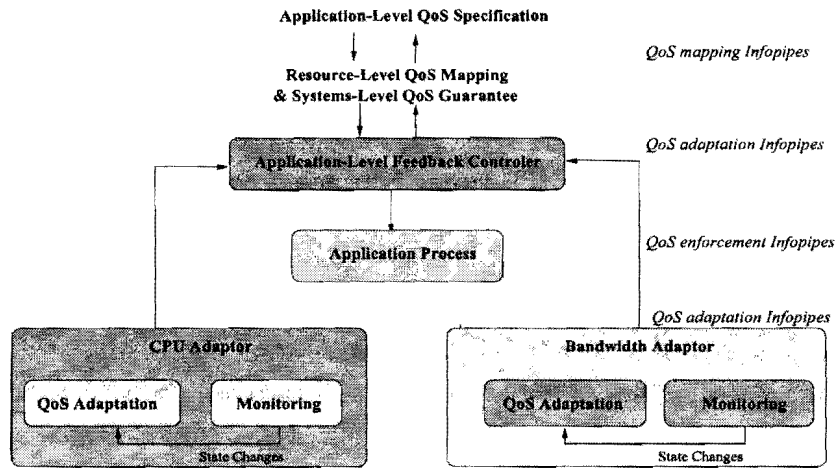 Application-Level QoS Specification
QoS mapping Infopipes
Resource-Level QoS Mapping
& Systems-Level QoS Guarantee
QoS adaptation Infopipes
Application-Level Feedback Controler
QoS enforcement Infopipes
Application Process
QoS adaptation Infopipes
CPU Adaptor
Bandwidth Adaptor
QoS Adaptation
Monitoring
QoS Adaptation
Monitoring
State Changes
State Changes